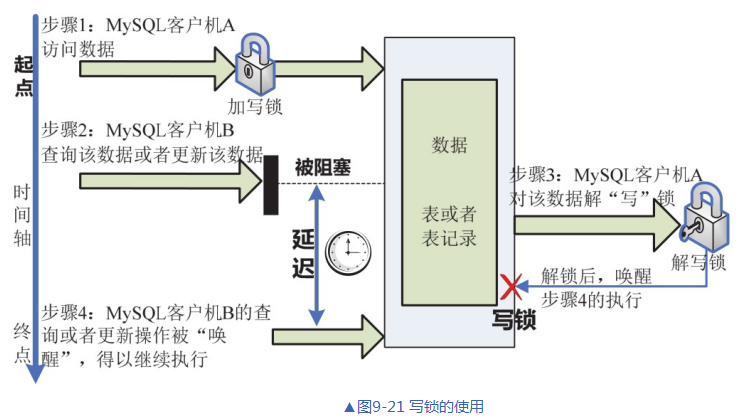 步骤1：MySQL客户机A
访问数据
起点
加写锁
步骤2：MySQL客户机B
查询该数据或者更新该数据
被阻塞
数据
表或者
表记录
步骤3：MySQL客户机A
对该数据解“写”锁
时间轴
延迟
解写锁
解锁后，唤醒
步骤4的执行
写锁
步骤4：MySQL客户机B的查
询或者更新操作被“唤
醒”，得以继续执行
终点
▲图9-21 写锁的使用